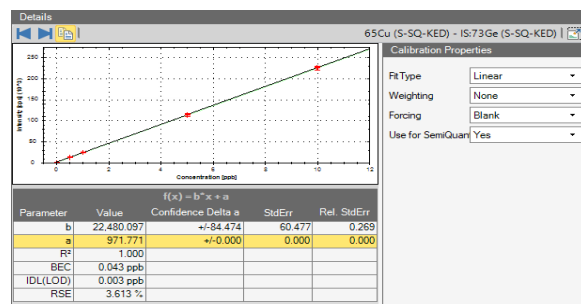 Details
65Cu (S-SQ-KED) - IS:73Ge (S-SQ-KED)
Calibration Properties
Fit Type Linear
Weighting None
Forcing Blank
Use for SemiQuan Yes
250
200
150
100
50
0
0 2 4 6 8 10 12
Concentration [ppb]
f(x) = b*x + a
Parameter Value Confidence Delta a StdErr Rel. StdErr
b 22,480.097 +/-84.474 60.477 0.269
a 971.771 +/-0.000 0.000 0.000
R² 1.000
BEC 0.043 ppb
IDL(LOD) 0.003 ppb
RSE 3.613 %